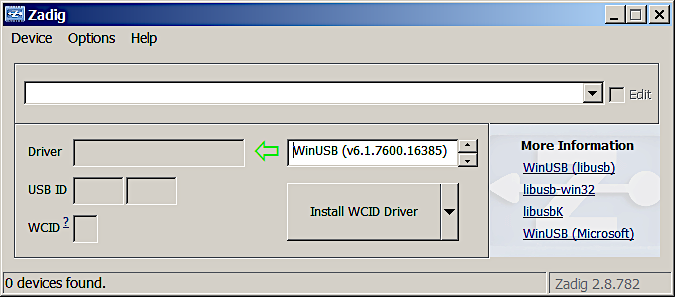 Zadig
Device Options Help
Edit
Driver
WinUSB (v6.1.7600.16385)
USB ID
WCID ?
Install WCID Driver
More Information
WinUSB (libusb)
libusb-win32
libusbK
WinUSB (Microsoft)
0 devices found.
Zadig 2.8.782